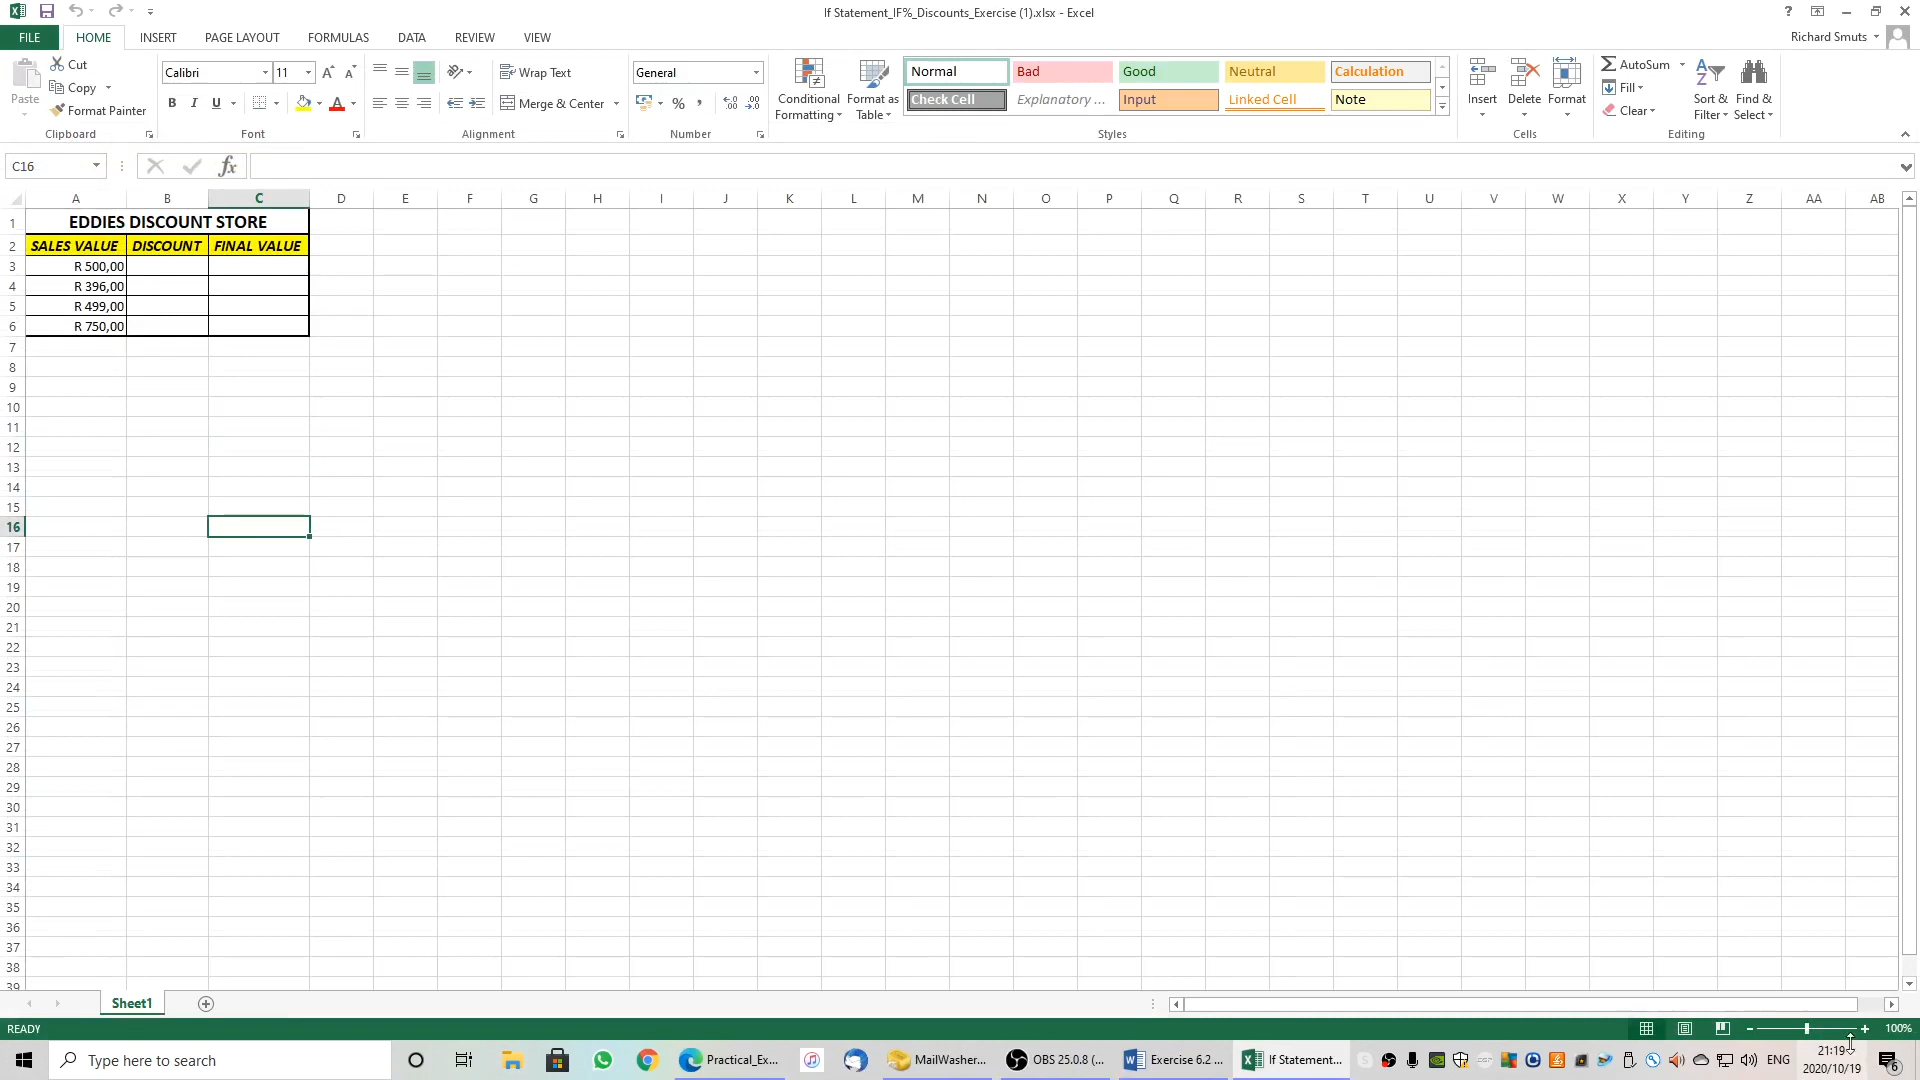 If Statement_IF%_Discounts_Exercise (1).xlsx - Excel
FILE HOME INSERT PAGE LAYOUT FORMULAS DATA REVIEW VIEW Richard Smuts
Paste
Cut
Copy
Format Painter
Clipboard
Calibri 11
B I U
Font
Wrap Text
Merge & Center
Alignment
General
%
Number
Conditional Formatting
Format as Table
Normal Bad Good Neutral Calculation
Check Cell Explanatory ... Input Linked Cell Note
Styles
Insert Delete Format
Cells
AutoSum
Fill
Clear
Sort & Filter
Find & Select
Editing
C16 fx
A B C D E F G H I J K L M N O P Q R S T U V W X Y Z AA AB
1 EDDIES DISCOUNT STORE
2 SALES VALUE DISCOUNT FINAL VALUE
3 R 500,00
4 R 396,00
5 R 499,00
6 R 750,00
7
8
9
10
11
12
13
14
15
16
17
18
19
20
21
22
23
24
25
26
27
28
29
30
31
32
33
34
35
36
37
38
39
Sheet1
READY 100%
Type here to search
Practical_Ex...
MailWasher...
OBS 25.0.8 (...
Exercise 6.2 ...
If Statement...
ENG
21:19
2020/10/19
6